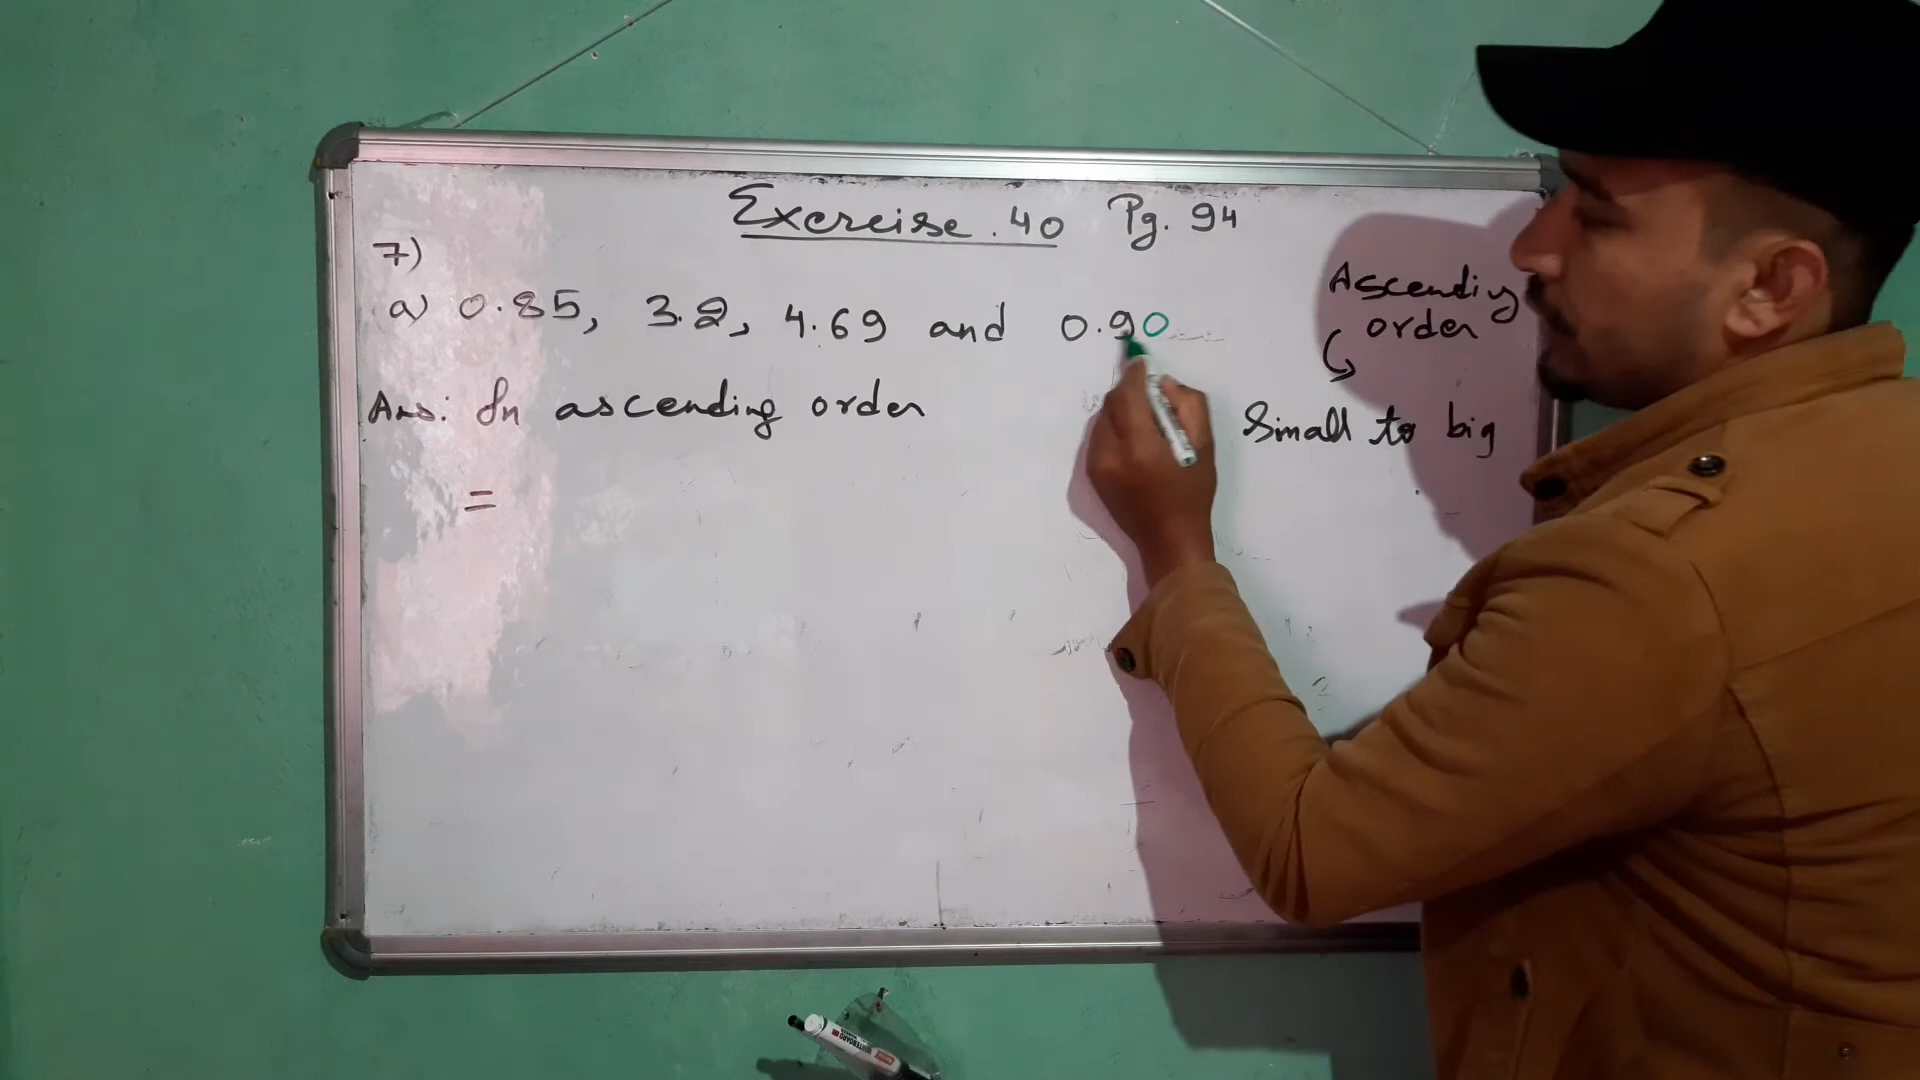 Exercise . 40 Pg. 94
7)
a) 0.85, 3.2, 4.69 and 0.90
Ans: In ascending order
=
Ascending
order
Small to big
WHITEBOARD